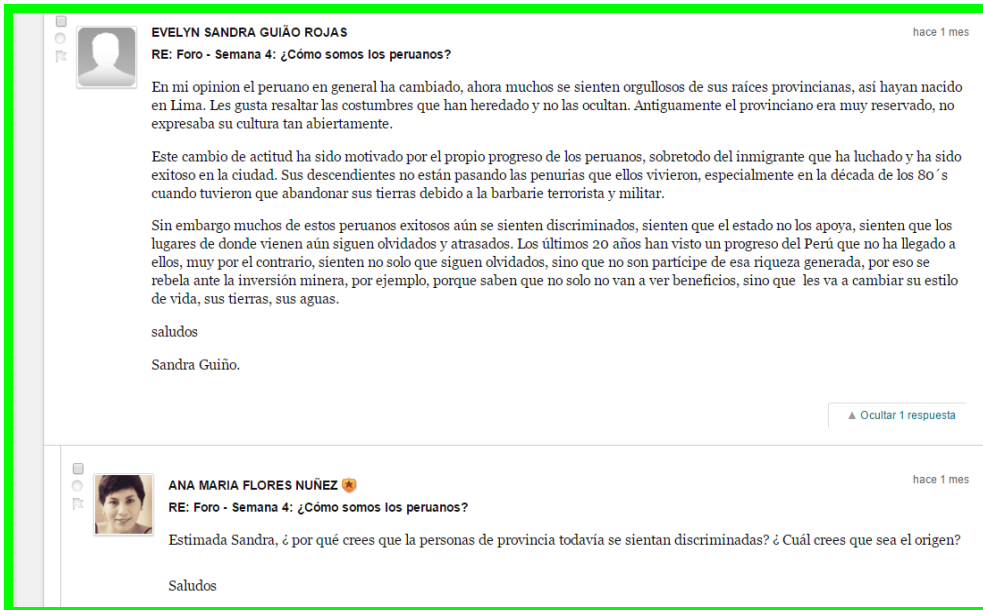 EVELYN SANDRA GUIÃO ROJAS
hace 1 mes
RE: Foro - Semana 4: ¿Cómo somos los peruanos?
En mi opinion el peruano en general ha cambiado, ahora muchos se sienten orgullosos de sus raíces provincianas, así hayan nacido
en Lima. Les gusta resaltar las costumbres que han heredado y no las ocultan. Antiguamente el provinciano era muy reservado, no
expresaba su cultura tan abiertamente.
Este cambio de actitud ha sido motivado por el propio progreso de los peruanos, sobretodo del inmigrante que ha luchado y ha sido
exitoso en la ciudad. Sus descendientes no están pasando las penurias que ellos vivieron, especialmente en la década de los 80´s
cuando tuvieron que abandonar sus tierras debido a la barbarie terrorista y militar.
Sin embargo muchos de estos peruanos exitosos aún se sienten discriminados, sienten que el estado no los apoya, sienten que los
lugares de donde vienen aún siguen olvidados y atrasados. Los últimos 20 años han visto un progreso del Perú que no ha llegado a
ellos, muy por el contrario, sienten no solo que siguen olvidados, sino que no son partícipe de esa riqueza generada, por eso se
rebela ante la inversión minera, por ejemplo, porque saben que no solo no van a ver beneficios, sino que  les va a cambiar su estilo
de vida, sus tierras, sus aguas.
saludos
Sandra Guiño.
▲ Ocultar 1 respuesta
ANA MARIA FLORES NUÑEZ
hace 1 mes
RE: Foro - Semana 4: ¿Cómo somos los peruanos?
Estimada Sandra, ¿ por qué crees que la personas de provincia todavía se sientan discriminadas? ¿ Cuál crees que sea el origen?
Saludos